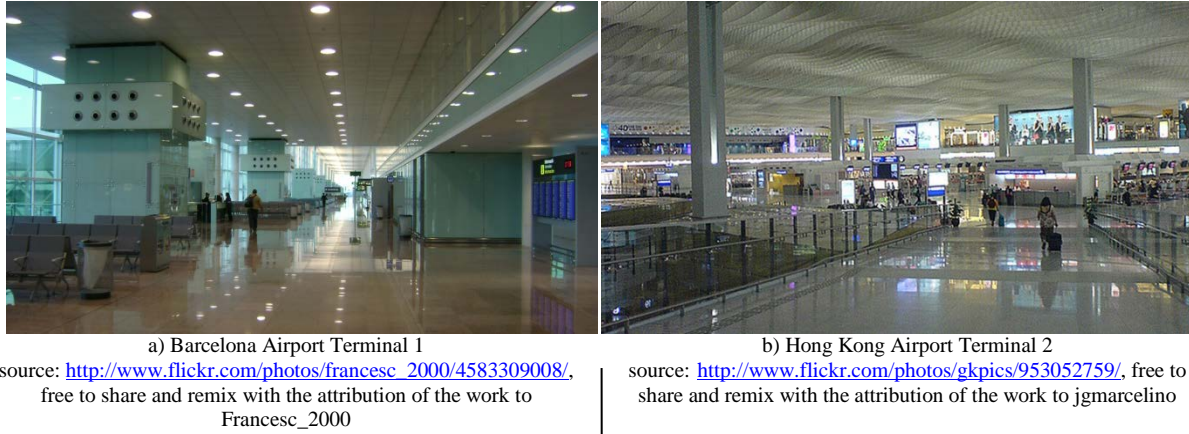 a) Barcelona Airport Terminal 1
source: http://www.flickr.com/photos/francesc_2000/4583309008/,
free to share and remix with the attribution of the work to
Francesc_2000
b) Hong Kong Airport Terminal 2
source: http://www.flickr.com/photos/gkpics/953052759/, free to
share and remix with the attribution of the work to jgmarcelino